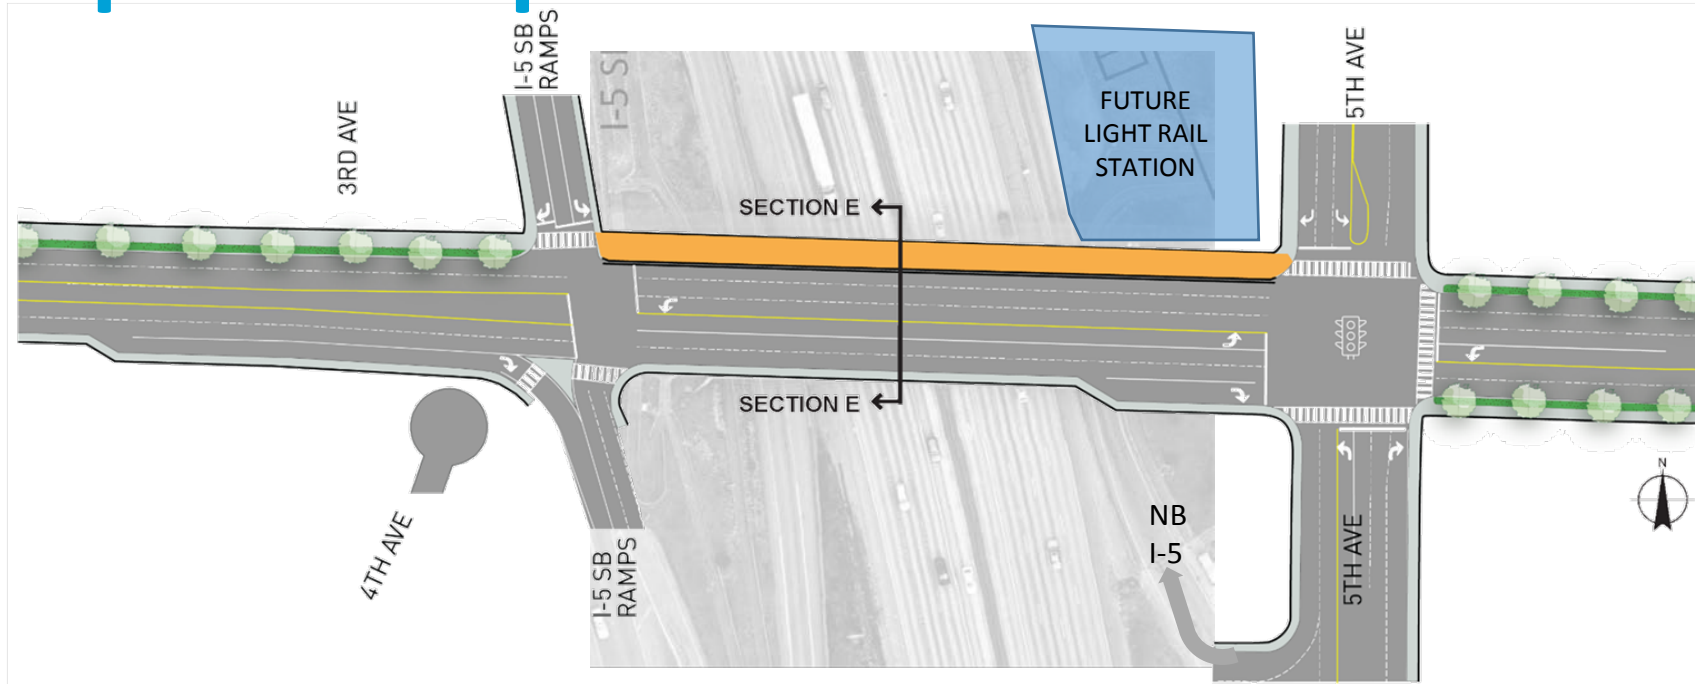 I-5 SB
RAMPS
3RD AVE
I-5 S
FUTURE
LIGHT RAIL
STATION
5TH AVE
SECTION E
SECTION E
4TH AVE
I-5 SB
RAMPS
NB
I-5
5TH AVE
N